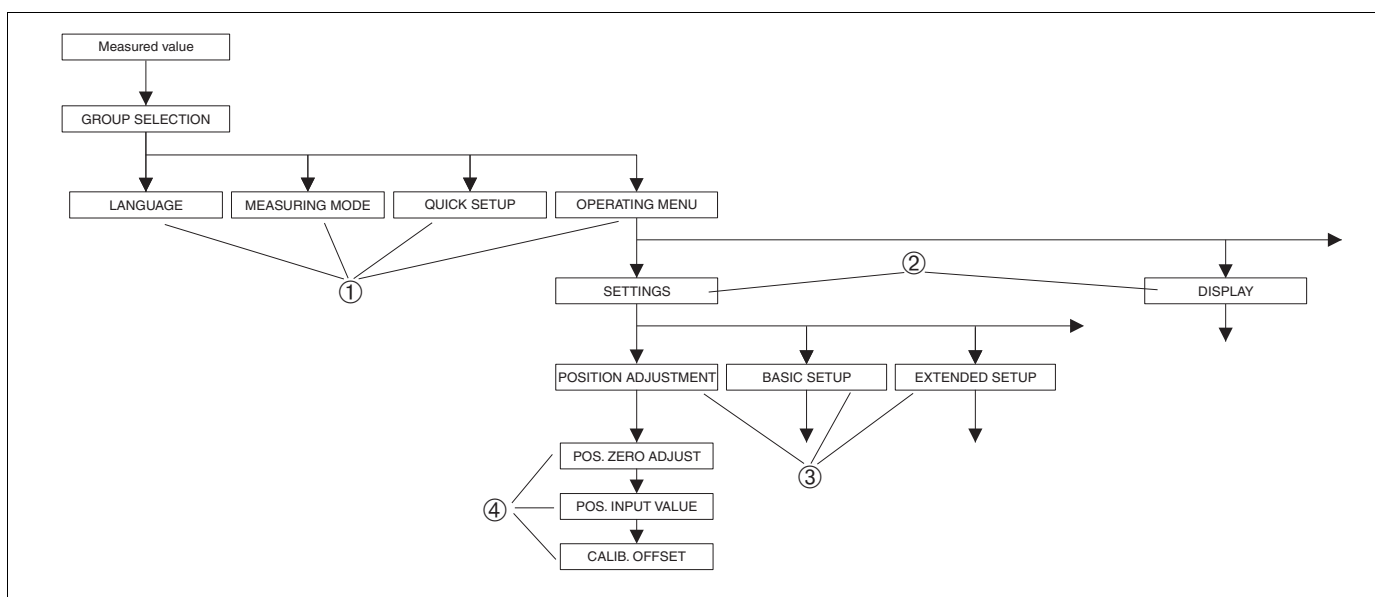 Measured value
GROUP SELECTION
LANGUAGE
MEASURING MODE
QUICK SETUP
OPERATING MENU
①
②
SETTINGS
DISPLAY
POSITION ADJUSTMENT
BASIC SETUP
EXTENDED SETUP
③
④
POS. ZERO ADJUST
POS. INPUT VALUE
CALIB. OFFSET